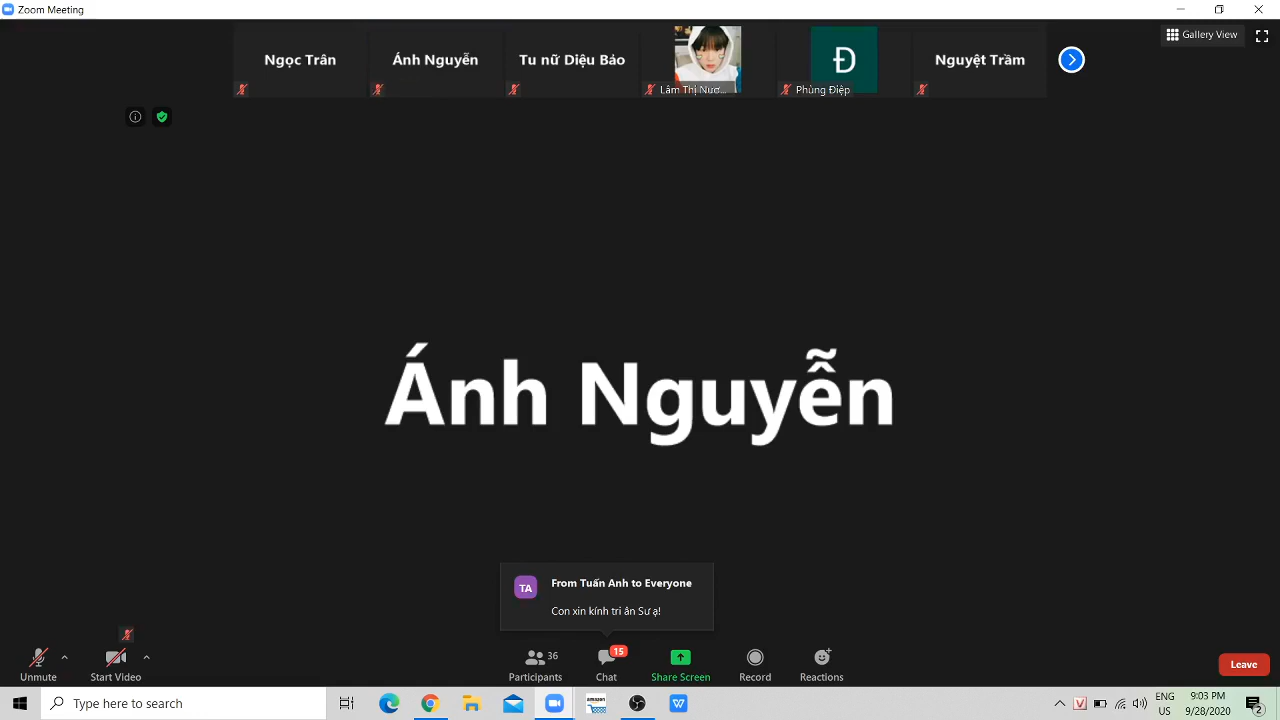 Zoom Meeting
Ngọc Trân
Ánh Nguyễn
Tu nữ Diệu Bảo
Lâm Thị Nươ...
Đ
Phùng Điệp
Nguyệt Trầm
Gallery View
Ánh Nguyễn
TA
From Tuấn Anh to Everyone
Con xin kính tri ân Sư ạ!
Unmute
Start Video
36
Participants
15
Chat
Share Screen
Record
Reactions
Leave
Type here to search
amazon
W
V
ENG
US
9:03 PM
9/28/2020
2